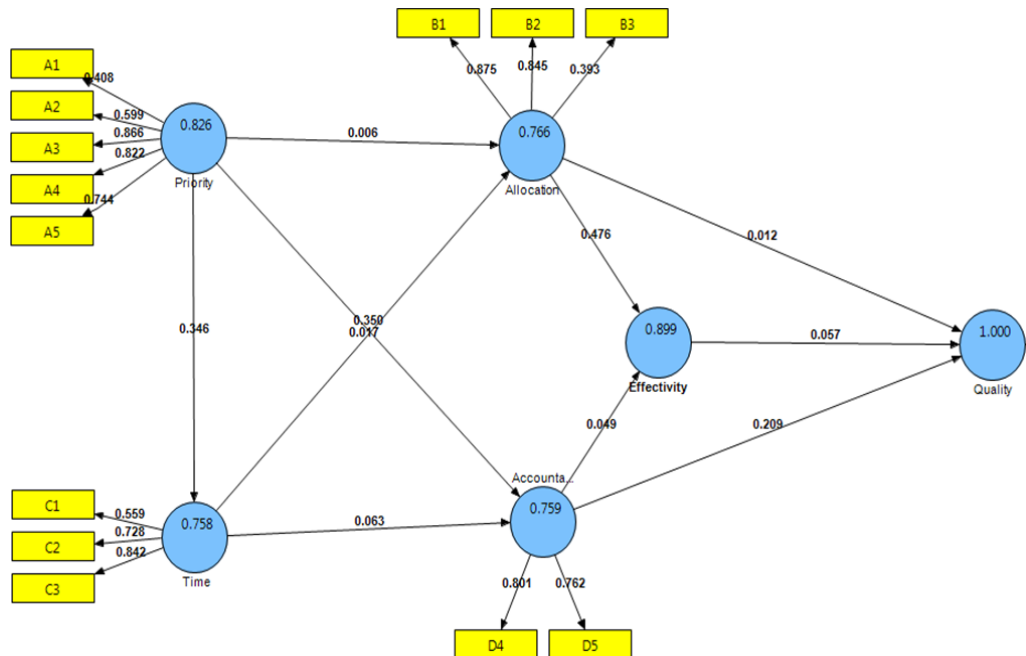 B1
B2
B3
A1
0.408
A2
0.599
A3
0.866
A4
0.822
A5
0.744
0.875
0.845
0.393
0.826
Priority
0.006
0.766
Allocation
0.476
0.012
0.346
0.350
0.017
0.899
Effectivity
0.057
1.000
Quality
0.049
0.209
Accounta...
0.759
C1
0.559
C2
0.728
C3
0.842
0.758
Time
0.063
0.801
0.762
D4
D5